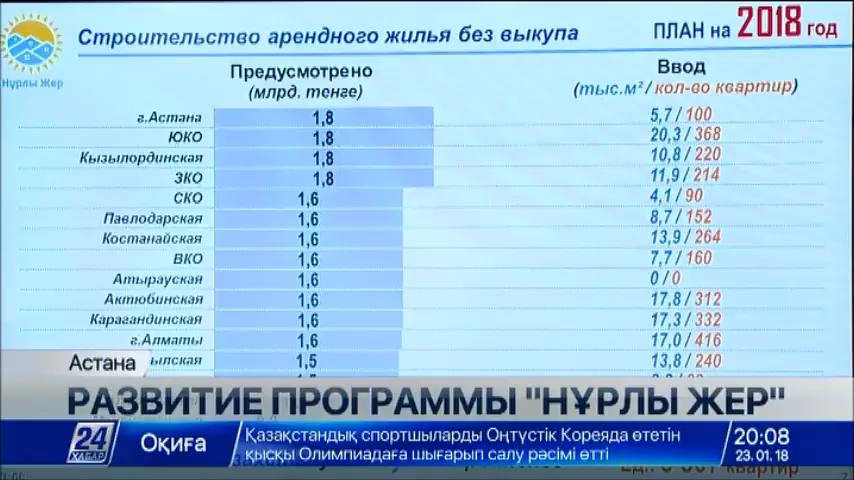 Нұрлы Жер
Строительство арендного жилья без выкупа
ПЛАН на 2018 год
Предусмотрено
(млрд. тенге)
Ввод
(тыс.м² / кол-во квартир)
г.Астана 1,8 5,7 / 100
ЮКО 1,8 20,3 / 368
Кызылординская 1,8 10,8 / 220
ЗКО 1,8 11,9 / 214
СКО 1,6 4,1 / 90
Павлодарская 1,6 8,7 / 152
Костанайская 1,6 13,9 / 264
ВКО 1,6 7,7 / 160
Атырауская 1,6 0 / 0
Актюбинская 1,6 17,8 / 312
Карагандинская 1,6 17,3 / 332
г.Алматы 1,6 17,0 / 416
1,5 13,8 / 240
Астана
РАЗВИТИЕ ПРОГРАММЫ "НҰРЛЫ ЖЕР"
24
ХАБАР
Оқиға
Қазақстандық спортшыларды Оңтүстік Кореяда өтетін
қысқы Олимпиадаға шығарып салу рәсімі өтті
20:08
23.01.18